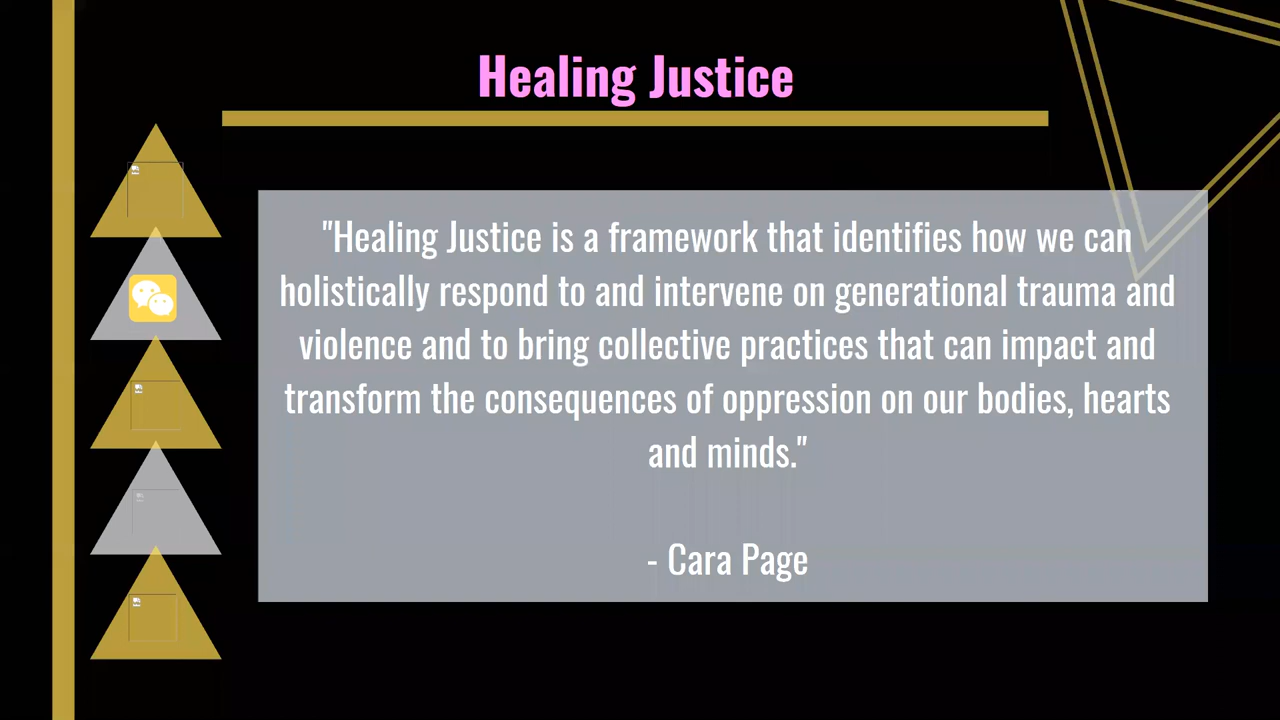 Healing Justice
"Healing Justice is a framework that identifies how we can
holistically respond to and intervene on generational trauma and
violence and to bring collective practices that can impact and
transform the consequences of oppression on our bodies, hearts
and minds."
- Cara Page